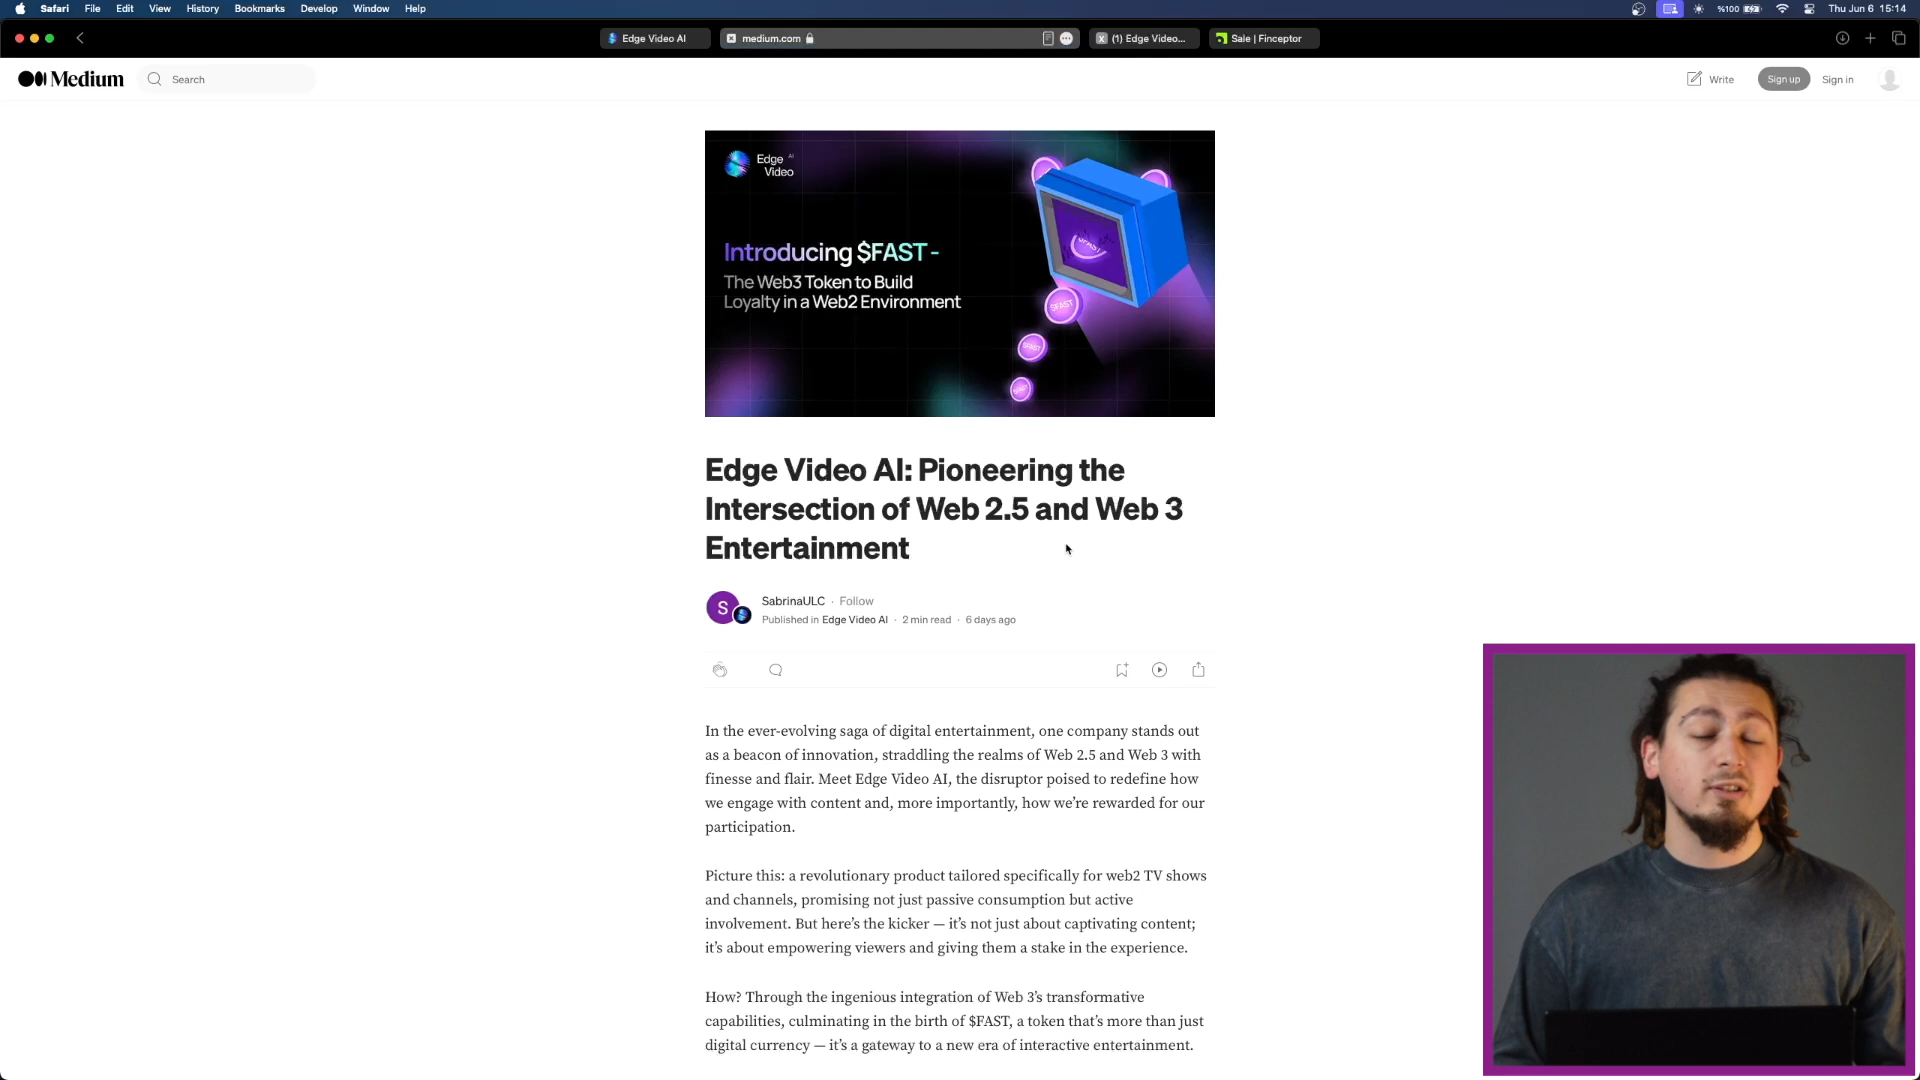 Safari File Edit View History Bookmarks Develop Window Help
%100 Thu Jun 6 15:14
Edge Video AI
medium.com
(1) Edge Video...
Sale | Finceptor
Medium
Search
Write
Sign up
Sign in
Edge AI
Video
Introducing $FAST -
The Web3 Token to Build
Loyalty in a Web2 Environment
$FAST
$FAST
$FAST
Edge Video AI: Pioneering the
Intersection of Web 2.5 and Web 3
Entertainment
S
SabrinaULC · Follow
Published in Edge Video AI · 2 min read · 6 days ago
In the ever-evolving saga of digital entertainment, one company stands out
as a beacon of innovation, straddling the realms of Web 2.5 and Web 3 with
finesse and flair. Meet Edge Video AI, the disruptor poised to redefine how
we engage with content and, more importantly, how we’re rewarded for our
participation.
Picture this: a revolutionary product tailored specifically for web2 TV shows
and channels, promising not just passive consumption but active
involvement. But here’s the kicker — it’s not just about captivating content;
it’s about empowering viewers and giving them a stake in the experience.
How? Through the ingenious integration of Web 3’s transformative
capabilities, culminating in the birth of $FAST, a token that’s more than just
digital currency — it’s a gateway to a new era of interactive entertainment.